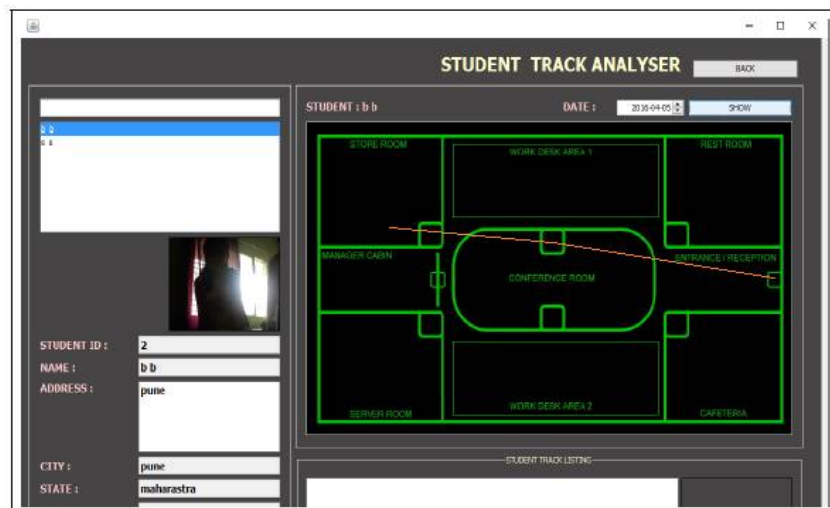 STUDENT TRACK ANALYSER
BACK
b b
s s
STUDENT ID :
2
NAME :
b b
ADDRESS :
pune
CITY :
pune
STATE :
maharastra
STUDENT : b b
DATE :
2016-04-05
SHOW
STORE ROOM
WORK DESK AREA 1
REST ROOM
MANAGER CABIN
ENTRANCE / RECEPTION
CONFERENCE ROOM
SERVER ROOM
WORK DESK AREA 2
CAFETERIA
STUDENT TRACK LISTING